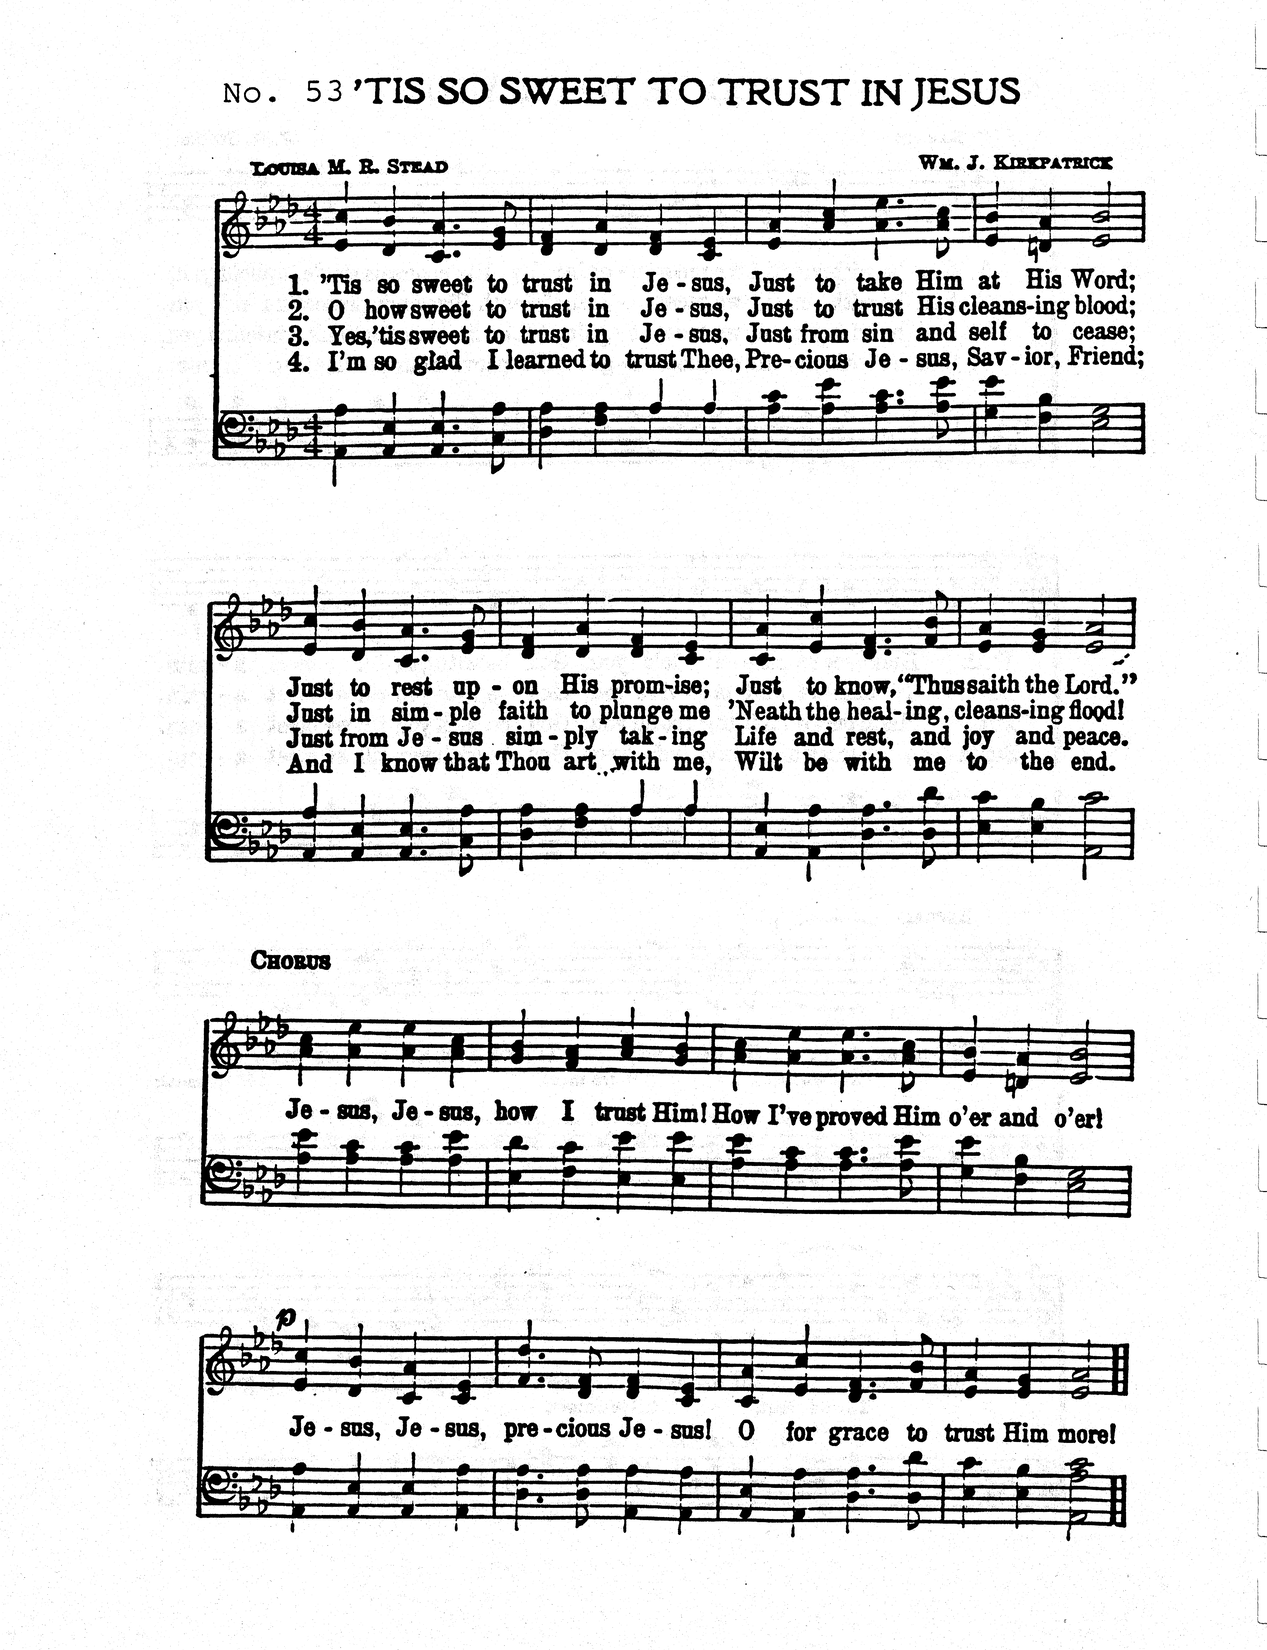 No. 53 'TIS SO SWEET TO TRUST IN JESUS
LOUISA M. R. STEAD
WM. J. KIRKPATRICK
1. 'Tis so sweet to trust in Je - sus, Just to take Him at His Word;
2. O how sweet to trust in Je - sus, Just to trust His cleans-ing blood;
3. Yes, 'tis sweet to trust in Je - sus, Just from sin and self to cease;
4. I'm so glad I learned to trust Thee, Pre-cious Je - sus, Sav-ior, Friend;
Just to rest up - on His prom-ise; Just to know, "Thus saith the Lord."
Just in sim - ple faith to plunge me 'Neath the heal-ing, cleans-ing flood!
Just from Je - sus sim - ply tak-ing Life and rest, and joy and peace.
And I know that Thou art with me, Wilt be with me to the end.
CHORUS
Je - sus, Je - sus, how I trust Him! How I've proved Him o'er and o'er!
p
Je - sus, Je - sus, pre-cious Je - sus! O for grace to trust Him more!